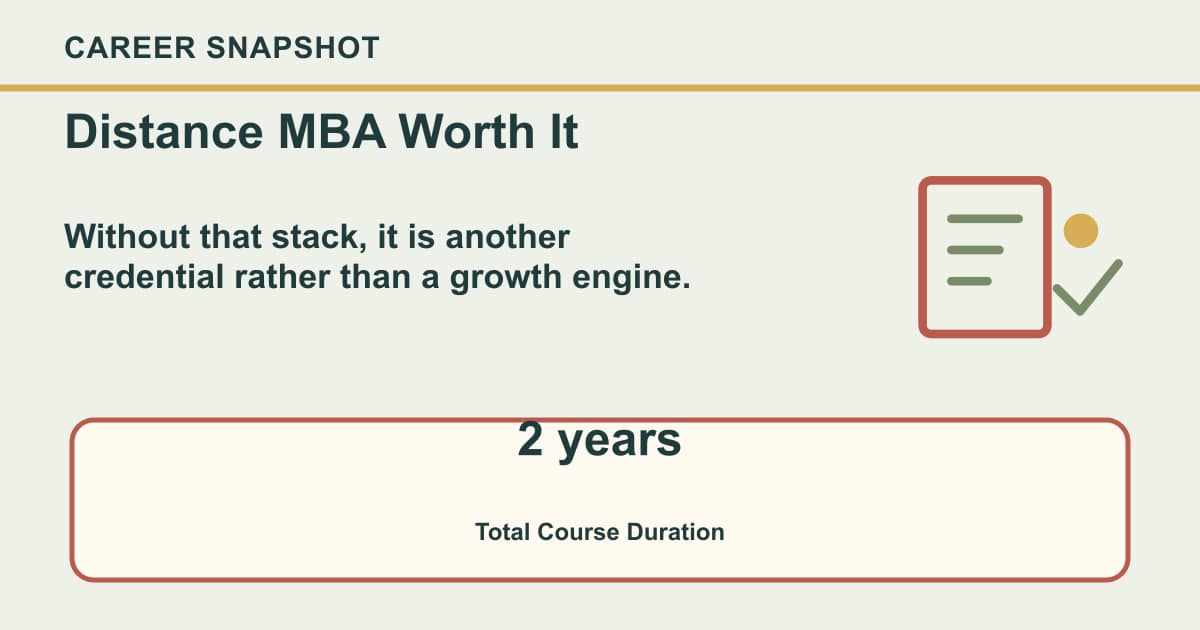 CAREER SNAPSHOT
Distance MBA Worth It
Without that stack, it is another
credential rather than a growth engine.
2 years
Total Course Duration